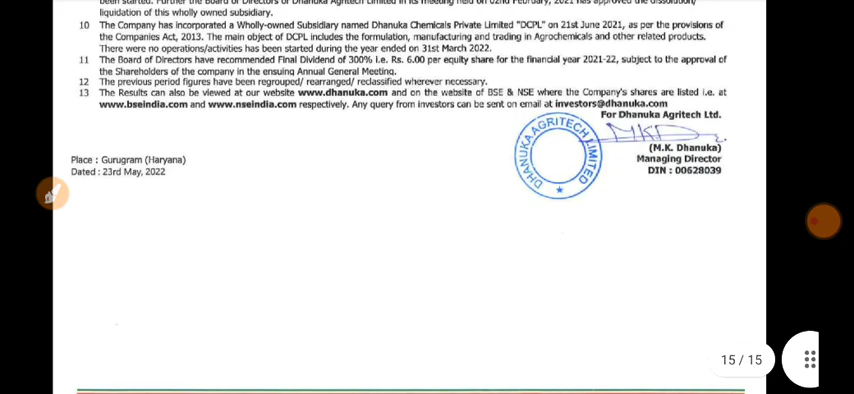 liquidation of this wholly owned subsidiary.
10 The Company has incorporated a Wholly-owned Subsidiary named Dhanuka Chemicals Private Limited "DCPL" on 21st June 2021, as per the provisions of
the Companies Act, 2013. The main object of DCPL includes the formulation, manufacturing and trading in Agrochemicals and other related products.
There were no operations/activities has been started during the year ended on 31st March 2022.
11 The Board of Directors have recommended Final Dividend of 300% i.e. Rs. 6.00 per equity share for the financial year 2021-22, subject to the approval of
the Shareholders of the company in the ensuing Annual General Meeting.
12 The previous period figures have been regrouped/ rearranged/ reclassified wherever necessary.
13 The Results can also be viewed at our website www.dhanuka.com and on the website of BSE & NSE where the Company's shares are listed i.e. at
www.bseindia.com and www.nseindia.com respectively. Any query from investors can be sent on email at investors@dhanuka.com
For Dhanuka Agritech Ltd.
DHANUKA AGRITECH LIMITED
MKD
(M.K. Dhanuka)
Managing Director
DIN : 00628039
Place : Gurugram (Haryana)
Dated : 23rd May, 2022
15 / 15